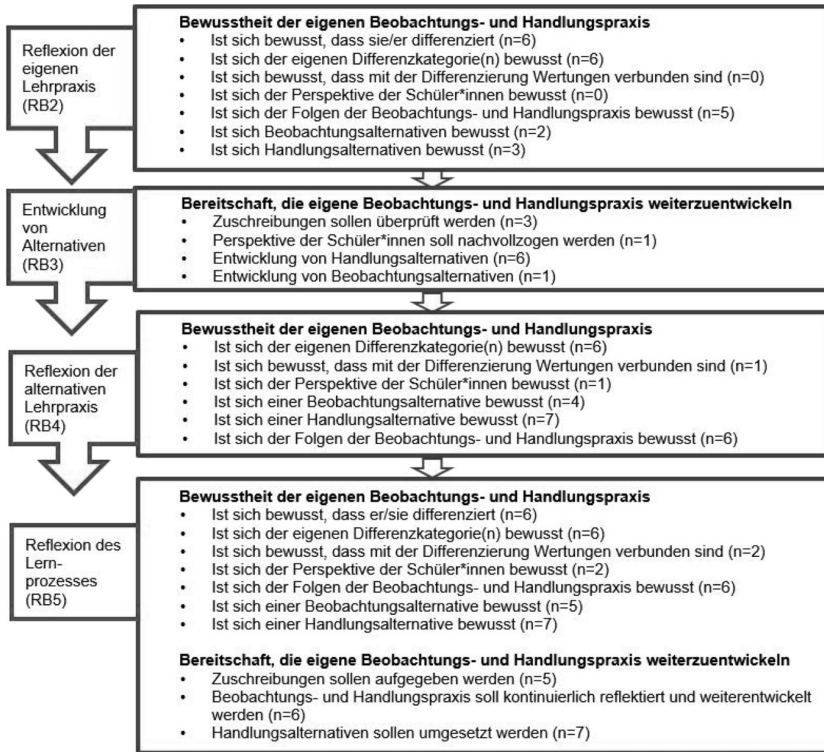 Reflexion der
eigenen
Lehrpraxis
(RB2)
Bewusstheit der eigenen Beobachtungs- und Handlungspraxis
• Ist sich bewusst, dass sie/er differenziert (n=6)
• Ist sich der eigenen Differenzkategorie(n) bewusst (n=6)
• Ist sich bewusst, dass mit der Differenzierung Wertungen verbunden sind (n=0)
• Ist sich der Perspektive der Schüler*innen bewusst (n=0)
• Ist sich der Folgen der Beobachtungs- und Handlungspraxis bewusst (n=5)
• Ist sich Beobachtungsalternativen bewusst (n=2)
• Ist sich Handlungsalternativen bewusst (n=3)
Entwicklung
von
Alternativen
(RB3)
Bereitschaft, die eigene Beobachtungs- und Handlungspraxis weiterzuentwickeln
• Zuschreibungen sollen überprüft werden (n=3)
• Perspektive der Schüler*innen soll nachvollzogen werden (n=1)
• Entwicklung von Handlungsalternativen (n=6)
• Entwicklung von Beobachtungsalternativen (n=1)
Reflexion der
alternativen
Lehrpraxis
(RB4)
Bewusstheit der eigenen Beobachtungs- und Handlungspraxis
• Ist sich der eigenen Differenzkategorie(n) bewusst (n=6)
• Ist sich bewusst, dass mit der Differenzierung Wertungen verbunden sind (n=1)
• Ist sich der Perspektive der Schüler*innen bewusst (n=1)
• Ist sich einer Beobachtungsalternative bewusst (n=4)
• Ist sich einer Handlungsalternative bewusst (n=7)
• Ist sich der Folgen der Beobachtungs- und Handlungspraxis bewusst (n=6)
Reflexion des
Lern-
prozesses
(RB5)
Bewusstheit der eigenen Beobachtungs- und Handlungspraxis
• Ist sich bewusst, dass er/sie differenziert (n=6)
• Ist sich der eigenen Differenzkategorie(n) bewusst (n=6)
• Ist sich bewusst, dass mit der Differenzierung Wertungen verbunden sind (n=2)
• Ist sich der Perspektive der Schüler*innen bewusst (n=2)
• Ist sich der Folgen der Beobachtungs- und Handlungspraxis bewusst (n=6)
• Ist sich einer Beobachtungsalternative bewusst (n=5)
• Ist sich einer Handlungsalternative bewusst (n=7)
Bereitschaft, die eigene Beobachtungs- und Handlungspraxis weiterzuentwickeln
• Zuschreibungen sollen aufgegeben werden (n=5)
• Beobachtungs- und Handlungspraxis soll kontinuierlich reflektiert und weiterentwickelt
werden (n=6)
• Handlungsalternativen sollen umgesetzt werden (n=7)